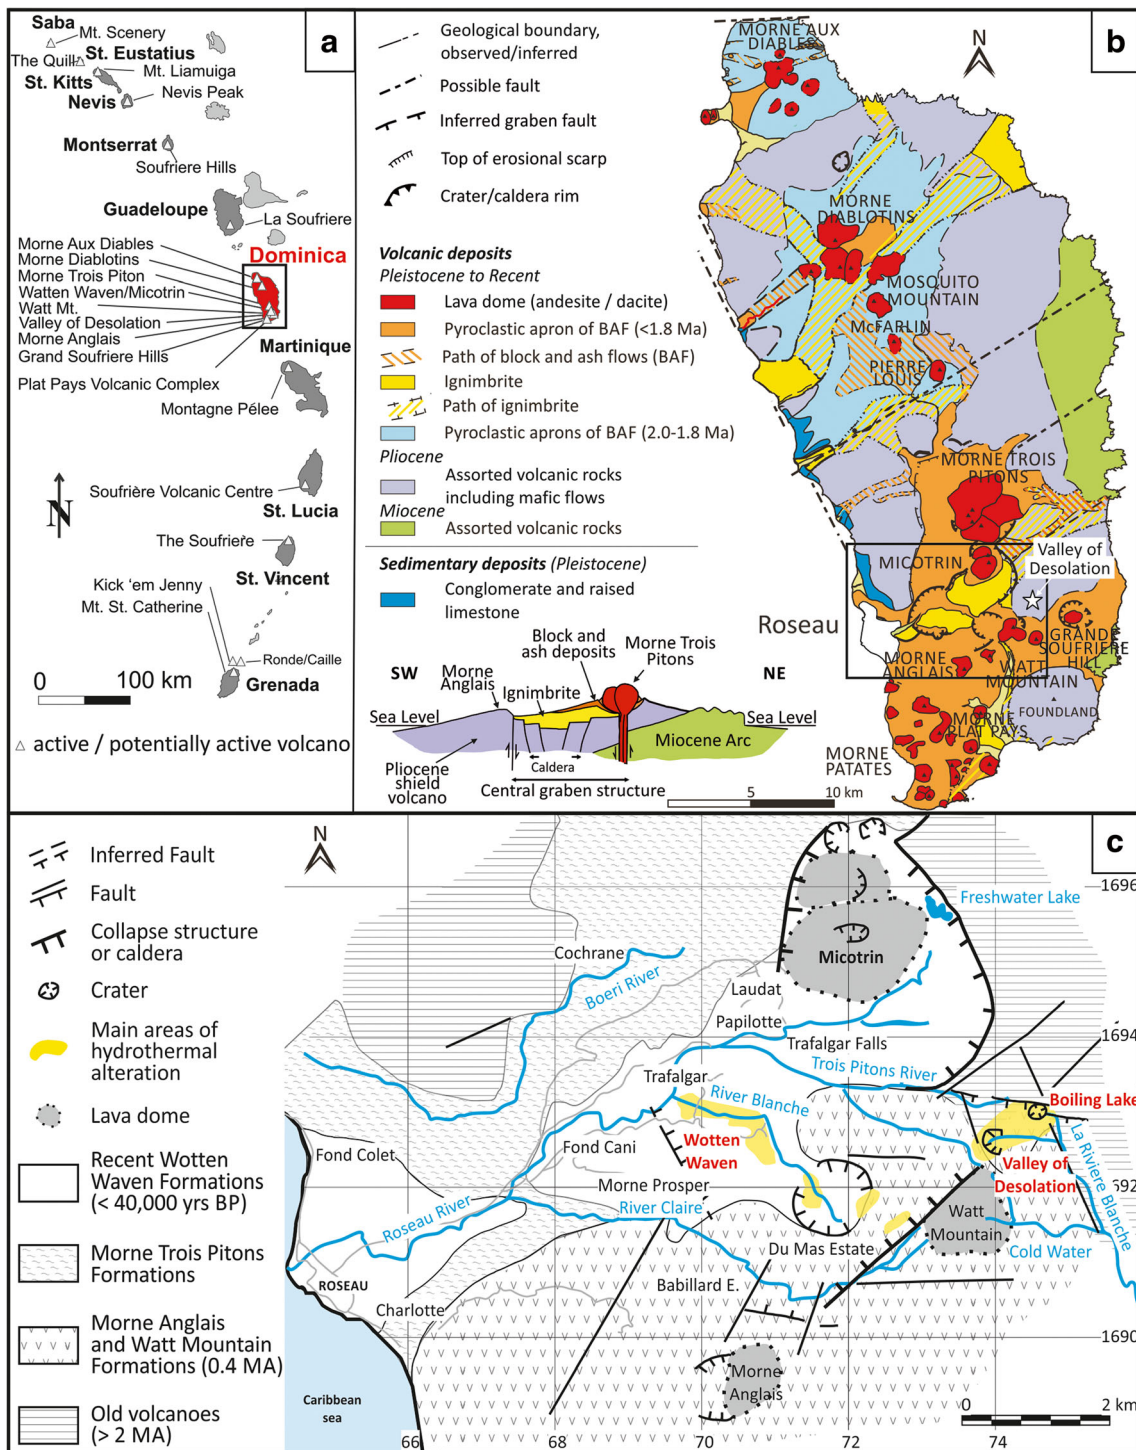 a
Saba
Mt. Scenery
The Quill
St. Eustatius
Mt. Liamuiga
St. Kitts
Nevis
Nevis Peak
Montserrat
Soufriere Hills
Guadeloupe
La Soufriere
Dominica
Morne Aux Diables
Morne Diablotins
Morne Trois Piton
Watten Waven/Micotrin
Watt Mt.
Valley of Desolation
Morne Anglais
Grand Soufriere Hills
Plat Pays Volcanic Complex
Martinique
Montagne Pélee
Soufrière Volcanic Centre
St. Lucia
N
The Soufriere
St. Vincent
Kick ‘em Jenny
Mt. St. Catherine
Ronde/Caille
Grenada
0 100 km
active / potentially active volcano
b
Geological boundary,
observed/inferred
Possible fault
Inferred graben fault
Top of erosional scarp
Crater/caldera rim
Volcanic deposits
Pleistocene to Recent
Lava dome (andesite / dacite)
Pyroclastic apron of BAF (<1.8 Ma)
Path of block and ash flows (BAF)
Ignimbrite
Path of ignimbrite
Pyroclastic aprons of BAF (2.0-1.8 Ma)
Pliocene
Assorted volcanic rocks
including mafic flows
Miocene
Assorted volcanic rocks
Sedimentary deposits (Pleistocene)
Conglomerate and raised
limestone
SW
NE
Block and
ash deposits
Morne Trois
Pitons
Morne
Anglais
Ignimbrite
Sea Level
Sea Level
Miocene Arc
Caldera
Pliocene
shield
volcano
Central graben structure
5 10 km
N
MORNE AUX
DIABLES
MORNE
DIABLOTINS
MOSQUITO
MOUNTAIN
McFARLIN
PIERRE
LOUIS
MORNE TROIS
PITONS
MICOTRIN
Valley of
Desolation
Roseau
MORNE
ANGLAIS
WATT
MOUNTAIN
GRANDE
SOUFRIERE
HILL
FOUNDLAND
MORNE
PLAT PAYS
MORNE
PATATES
c
Inferred Fault
Fault
Collapse structure
or caldera
Crater
Main areas of
hydrothermal
alteration
Lava dome
Recent Wotten
Waven Formations
(< 40,000 yrs BP)
Morne Trois Pitons
Formations
Morne Anglais
and Watt Mountain
Formations (0.4 MA)
Old volcanoes
(> 2 MA)
N
1696
Freshwater Lake
Cochrane
Boeri River
Micotrin
Laudat
Papilotte
1694
Trafalgar Falls
Trois Pitons River
Trafalgar
River Blanche
Boiling Lake
Wotten
Waven
Fond Cani
Fond Colet
Valley of
Desolation
La Riviere Blanche
Morne Prosper
1692
River Claire
Roseau River
Watt
Mountain
Du Mas Estate
Cold Water
ROSEAU
Babillard E.
Charlotte
1690
Morne
Anglais
Caribbean
sea
0 2 km
66 68 70 72 74